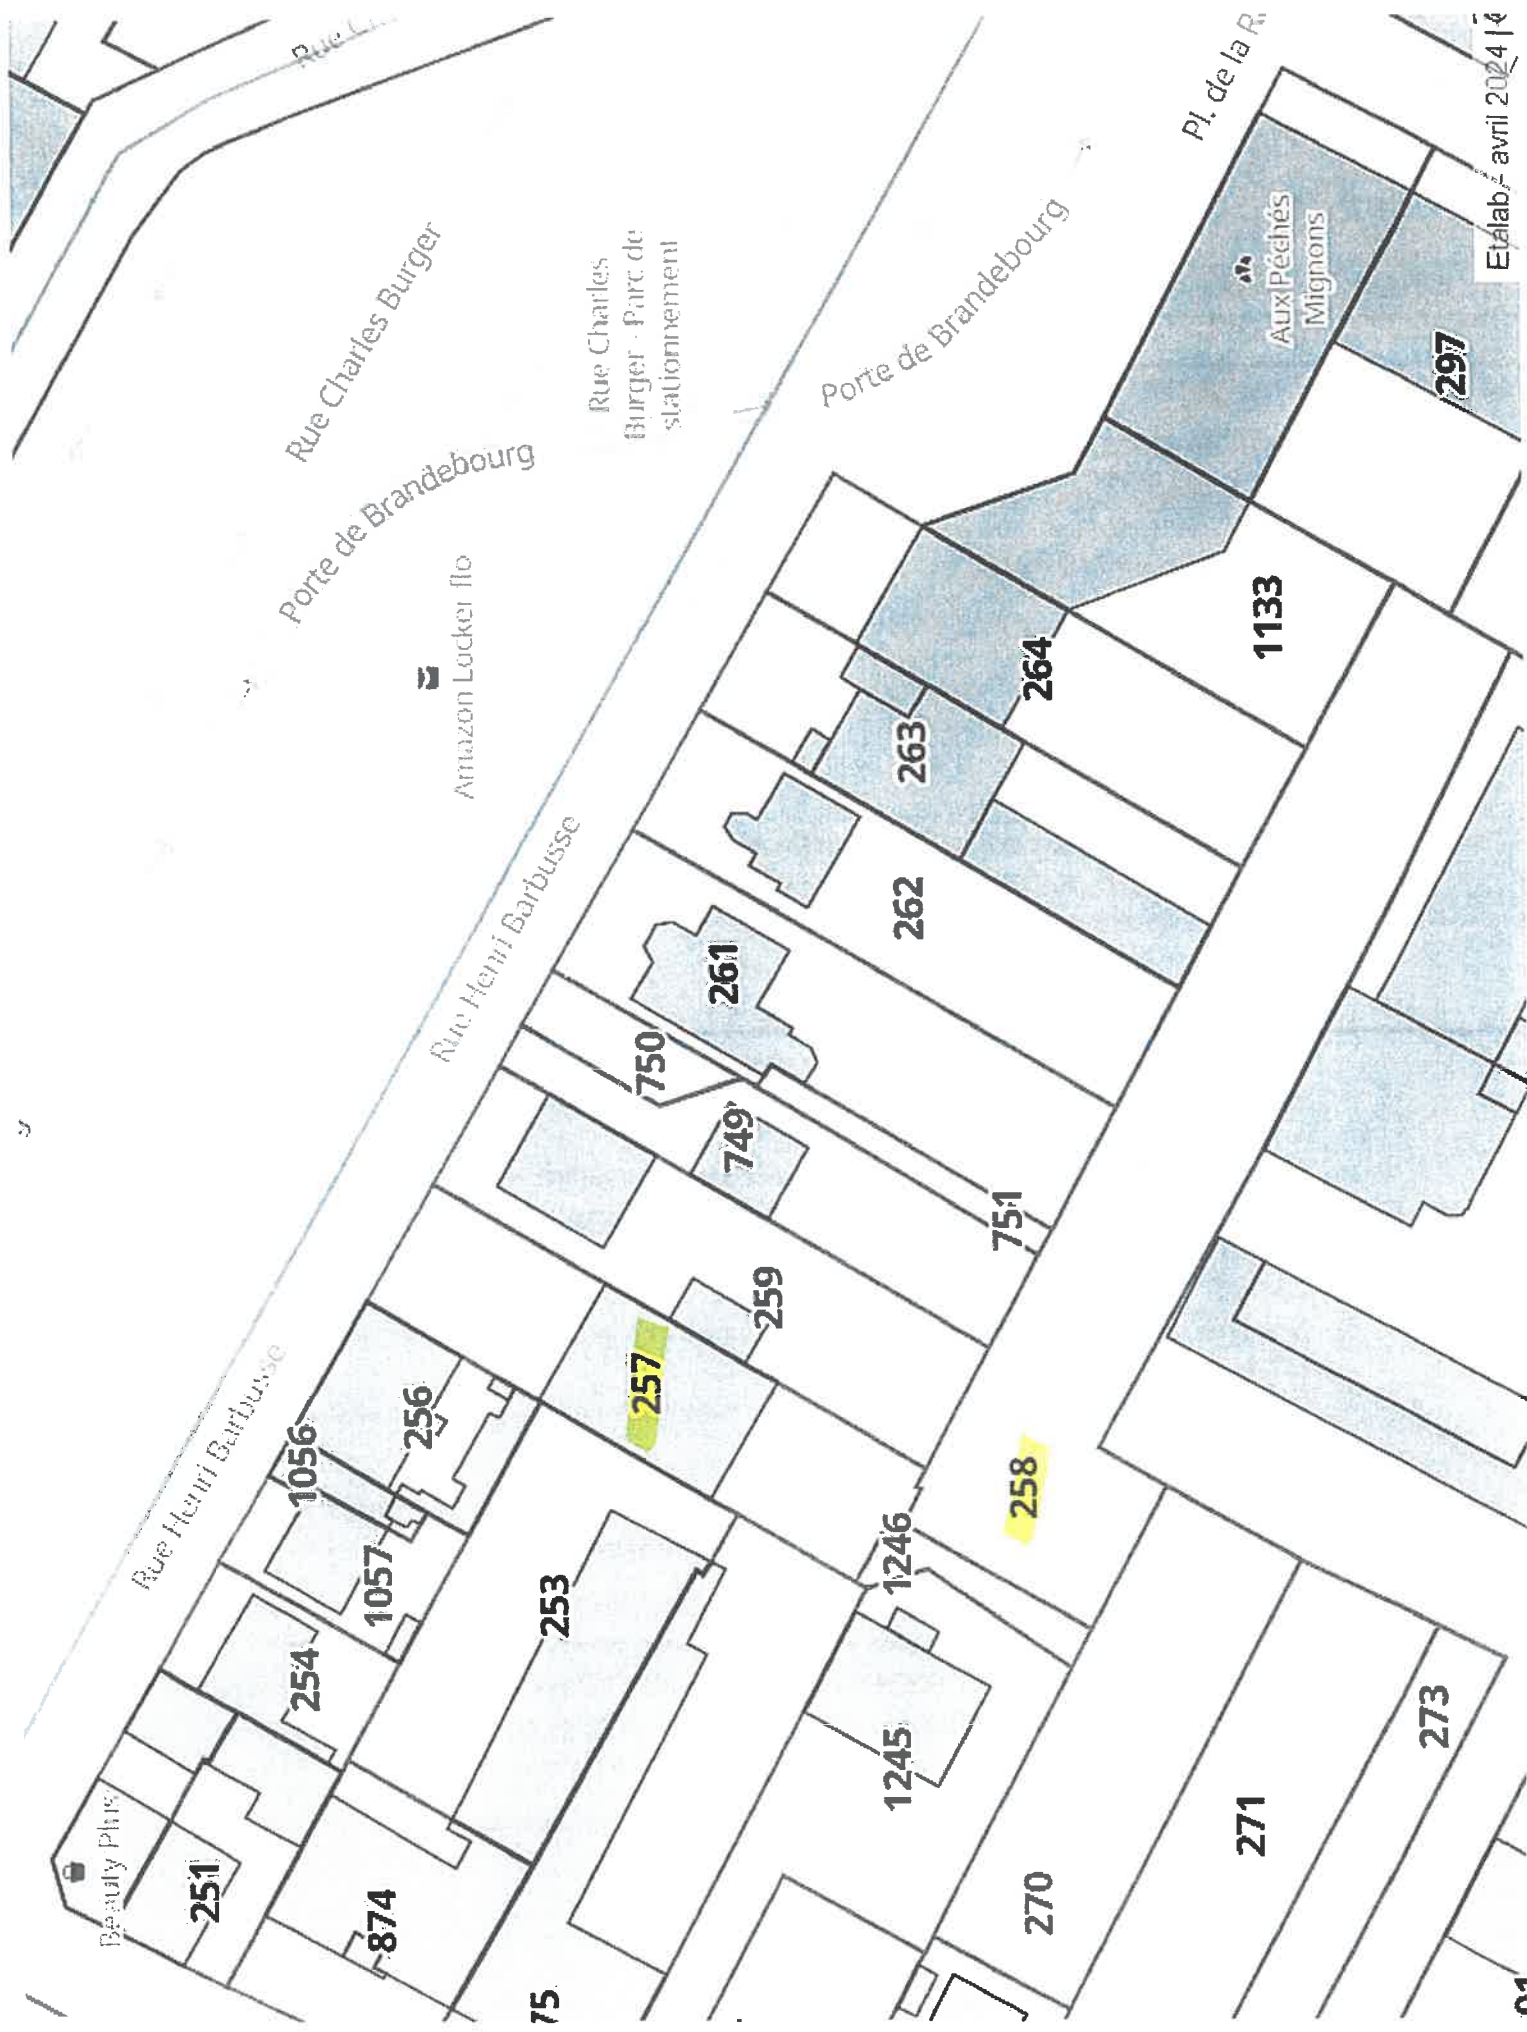 Rue Charles Burger
Rue Charles
Burger - Parc de
stationnement
Pl. de la
Porte de Brandebourg
Porte de Brandebourg
Amazon Locker flo
Aux Péchés
Mignons
Etalab - avril 2024 |
297
1133
264
263
262
Rue Henri Barbusse
261
750
749
751
259
257
258
Rue Henri Barbusse
256
1056
1057
1246
253
254
1245
Beauty Plus
251
874
75
270
271
273